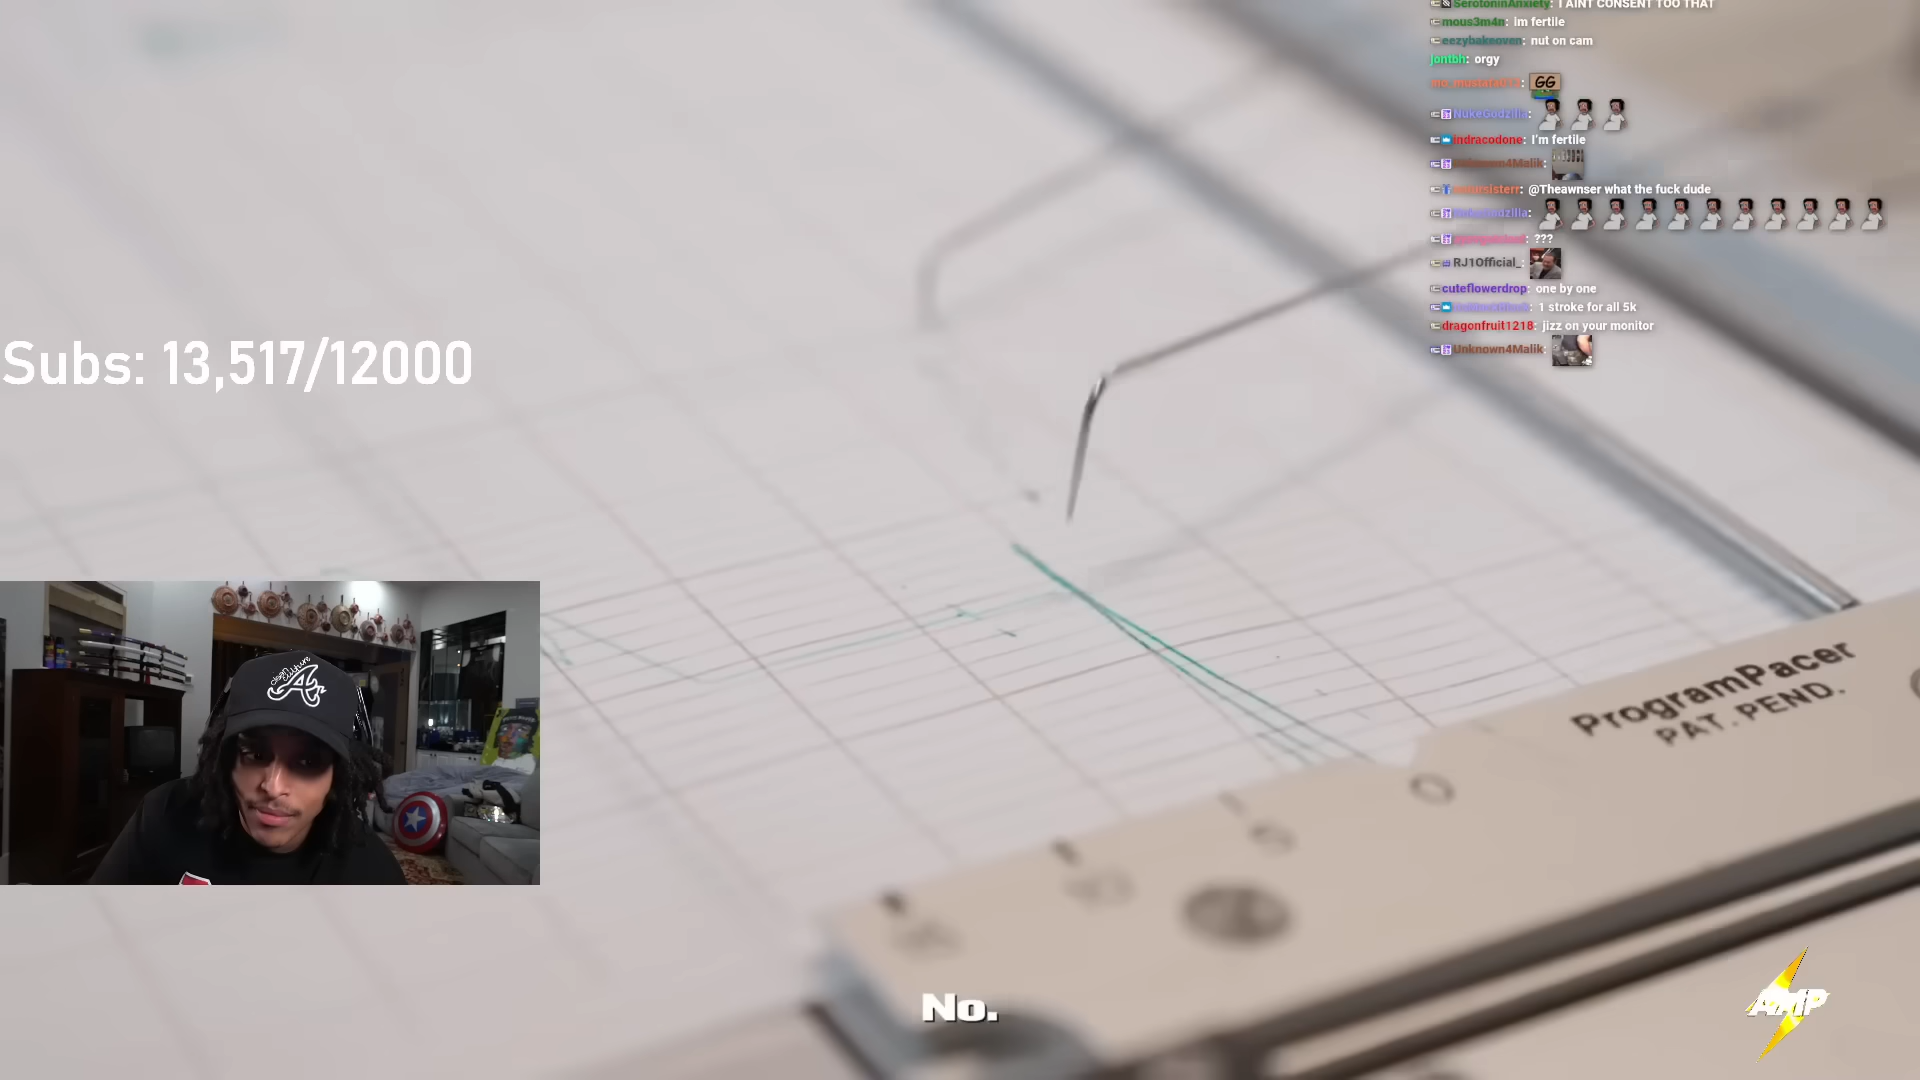 SerotoninAnxiety: I AINT CONSENT TOO THAT
mous3m4n: im fertile
eezybakeoven: nut on cam
jontbh: orgy
GG
NukeGodzilla:
indracodone: I'm fertile
Unknown4Malik:
@Theawnser what the fuck dude
NukeGodzilla:
: ???
RJ1Official_:
cuteflowerdrop: one by one
: 1 stroke for all 5k
dragonfruit1218: jizz on your monitor
Unknown4Malik:
Subs: 13,517/12000
A
ProgramPacer
PAT. PEND.
No.
AMP